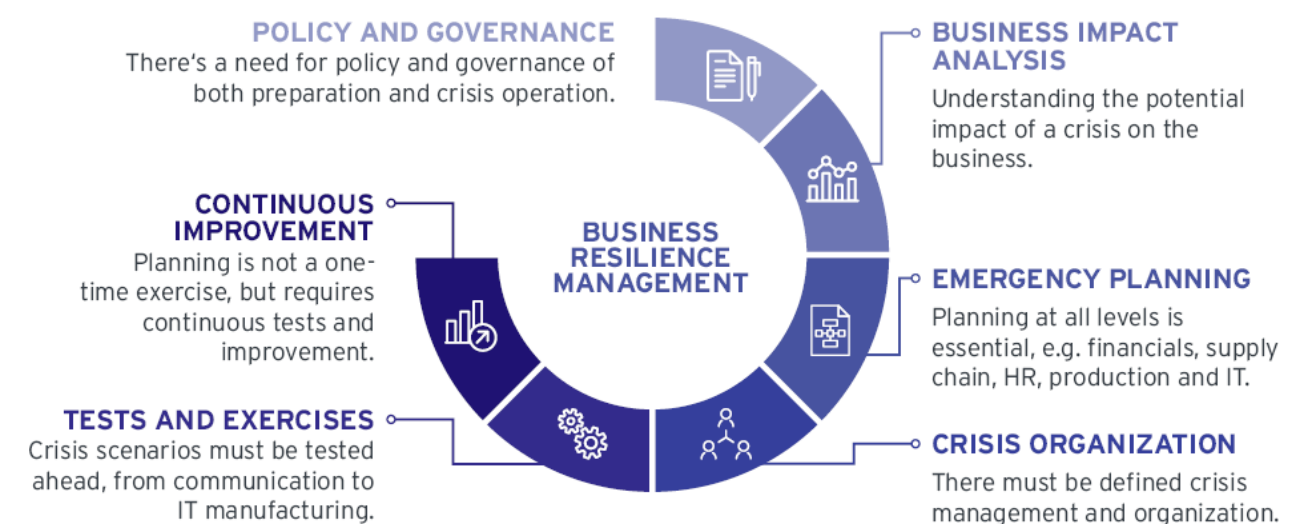 POLICY AND GOVERNANCE
There's a need for policy and governance of
both preparation and crisis operation.
BUSINESS IMPACT
ANALYSIS
Understanding the potential
impact of a crisis on the
business.
EMERGENCY PLANNING
Planning at all levels is
essential, e.g. financials, supply
chain, HR, production and IT.
CRISIS ORGANIZATION
There must be defined crisis
management and organization.
TESTS AND EXERCISES
Crisis scenarios must be tested
ahead, from communication to
IT manufacturing.
CONTINUOUS
IMPROVEMENT
Planning is not a one-
time exercise, but requires
continuous tests and
improvement.
BUSINESS
RESILIENCE
MANAGEMENT